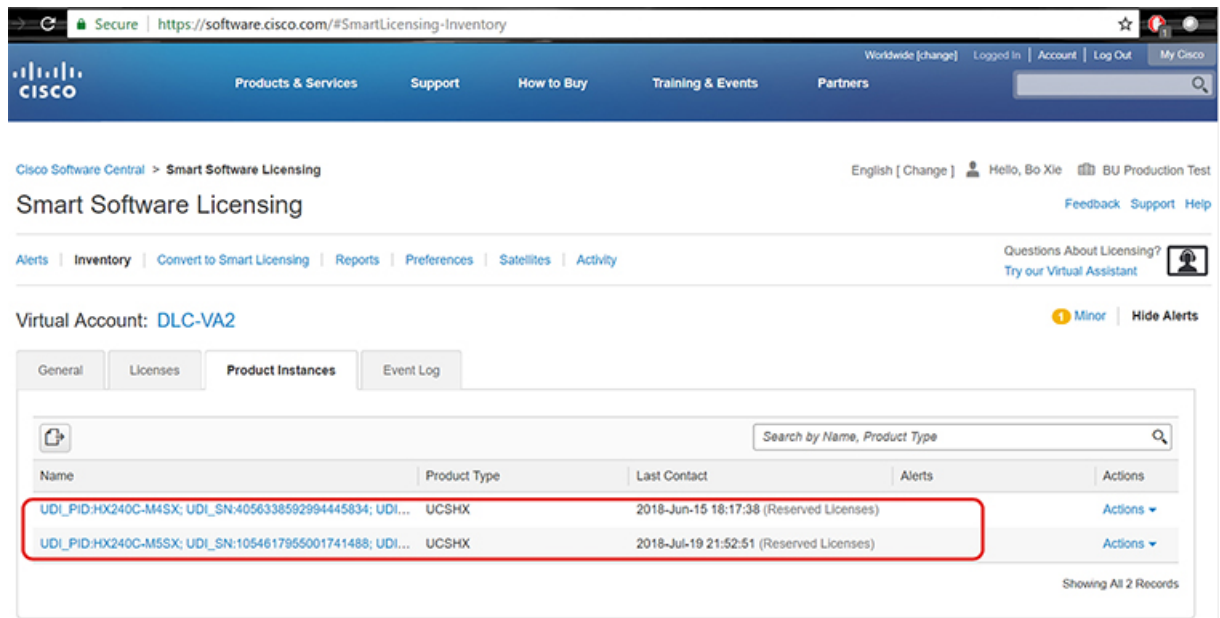 Secure | https://software.cisco.com/#SmartLicensing-Inventory
1
Worldwide [change] Logged In | Account | Log Out My Cisco
CISCO
Products & Services Support How to Buy Training & Events Partners
Cisco Software Central > Smart Software Licensing
English [ Change ] Hello, Bo Xie BU Production Test
Smart Software Licensing
Feedback Support Help
Alerts | Inventory | Convert to Smart Licensing | Reports | Preferences | Satellites | Activity
Questions About Licensing?
Try our Virtual Assistant
Virtual Account: DLC-VA2
1 Minor | Hide Alerts
General Licenses Product Instances Event Log
Search by Name, Product Type
Name Product Type Last Contact Alerts Actions
UDI_PID:HX240C-M4SX; UDI_SN:4056338592994445834; UDI... UCSHX 2018-Jun-15 18:17:38 (Reserved Licenses) Actions
UDI_PID:HX240C-M5SX; UDI_SN:1054617955001741488; UDI... UCSHX 2018-Jul-19 21:52:51 (Reserved Licenses) Actions
Showing All 2 Records